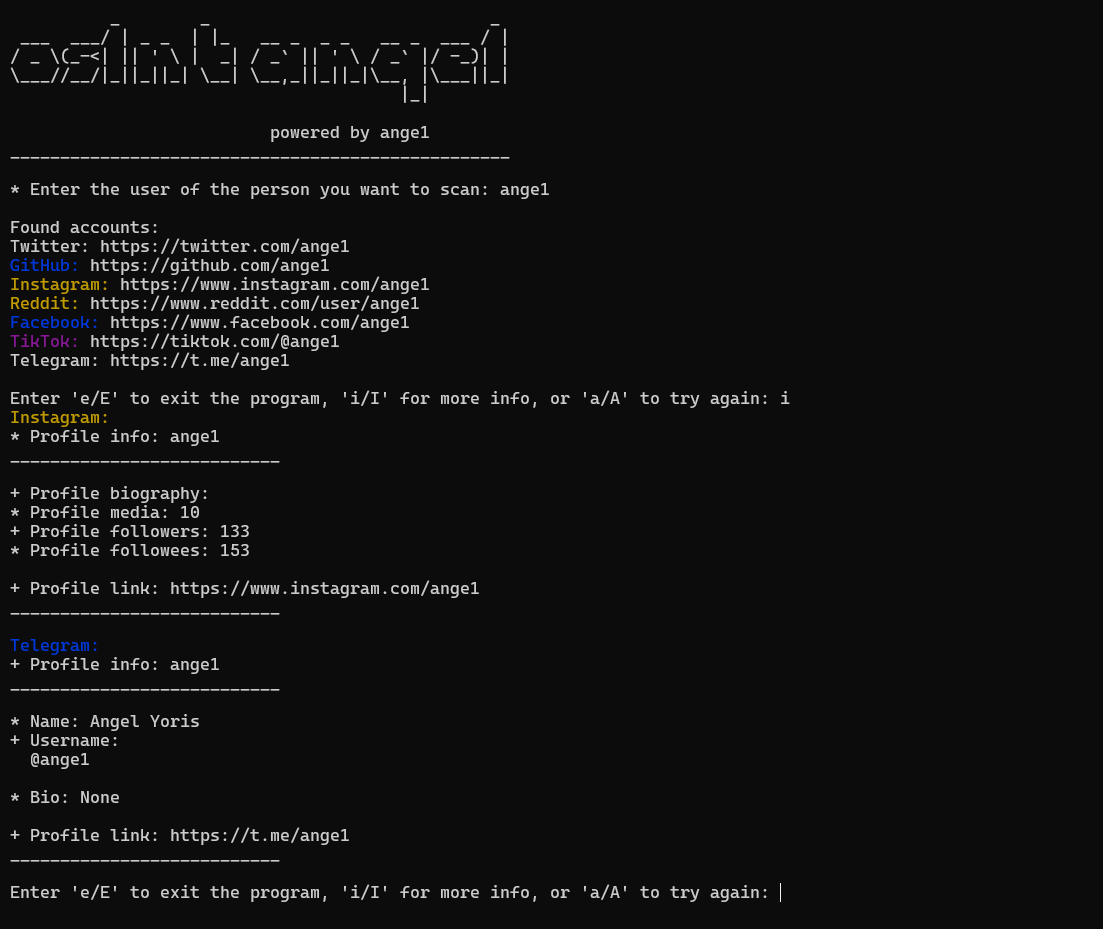 osint angel
powered by ange1
* Enter the user of the person you want to scan: ange1
Found accounts:
Twitter: https://twitter.com/ange1
GitHub: https://github.com/ange1
Instagram: https://www.instagram.com/ange1
Reddit: https://www.reddit.com/user/ange1
Facebook: https://www.facebook.com/ange1
TikTok: https://tiktok.com/@ange1
Telegram: https://t.me/ange1
Enter 'e/E' to exit the program, 'i/I' for more info, or 'a/A' to try again: i
Instagram:
* Profile info: ange1
+ Profile biography:
* Profile media: 10
+ Profile followers: 133
* Profile followees: 153
+ Profile link: https://www.instagram.com/ange1
Telegram:
+ Profile info: ange1
* Name: Angel Yoris
+ Username:
@ange1
* Bio: None
+ Profile link: https://t.me/ange1
Enter 'e/E' to exit the program, 'i/I' for more info, or 'a/A' to try again: